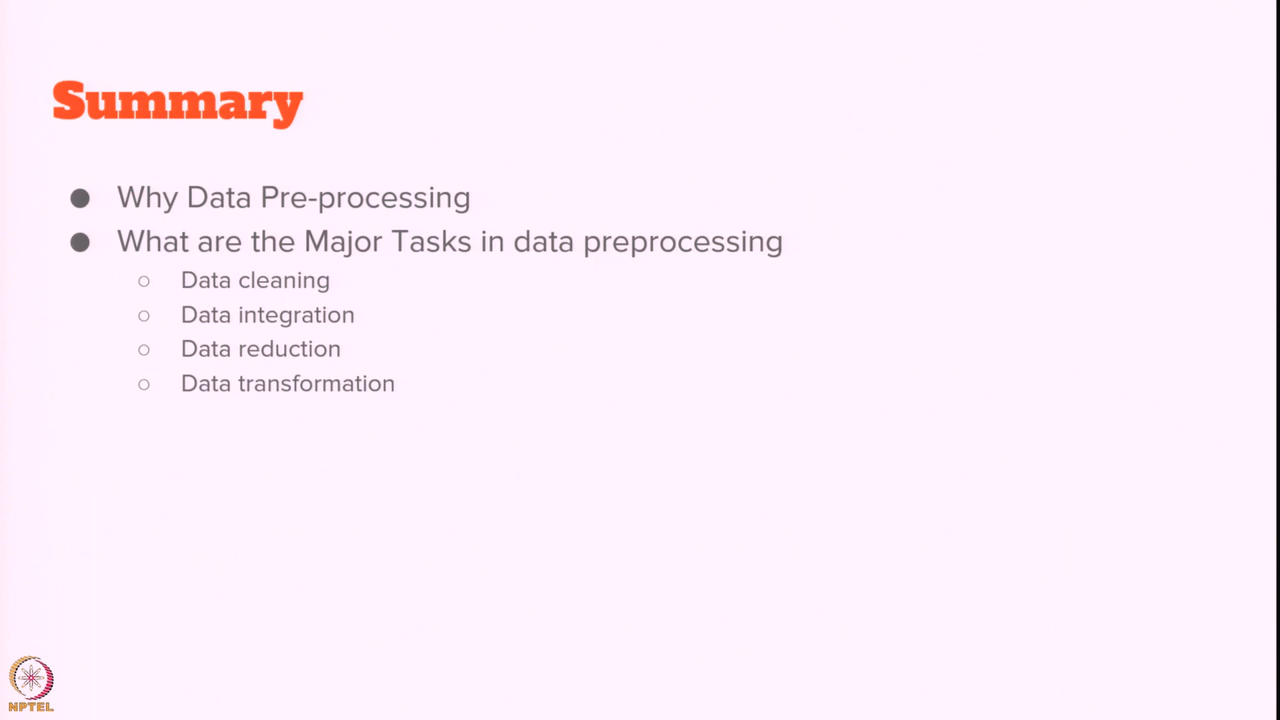 Summary
● Why Data Pre-processing
● What are the Major Tasks in data preprocessing
○ Data cleaning
○ Data integration
○ Data reduction
○ Data transformation
NPTEL